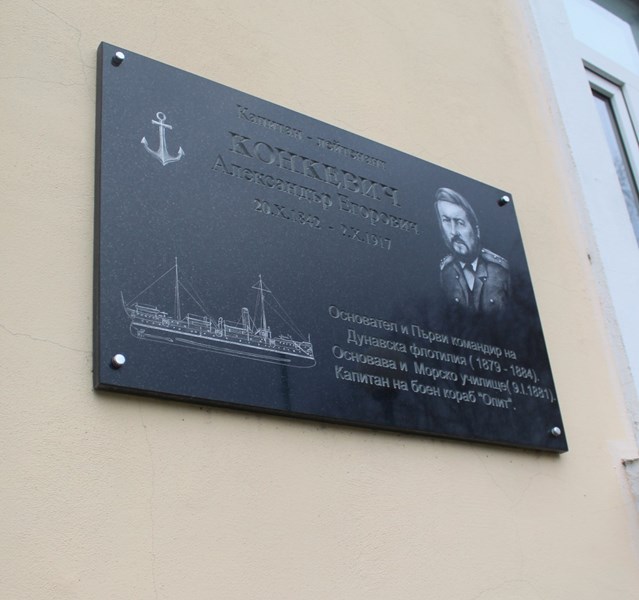 Капитан - лейтенант
КОНКЕВИЧ
Александър Егорович
20.X.1842 - 2.X.1917
Основател и Първи командир на
Дунавска флотилия ( 1879 - 1884).
Основава и Морско училище( 9.I.1881).
Капитан на боен кораб "Опит".